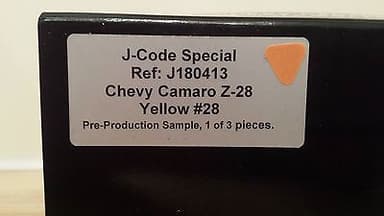 J-Code Special
Ref: J180413
Chevy Camaro Z-28
Yellow #28
Pre-Production Sample, 1 of 3 pieces.